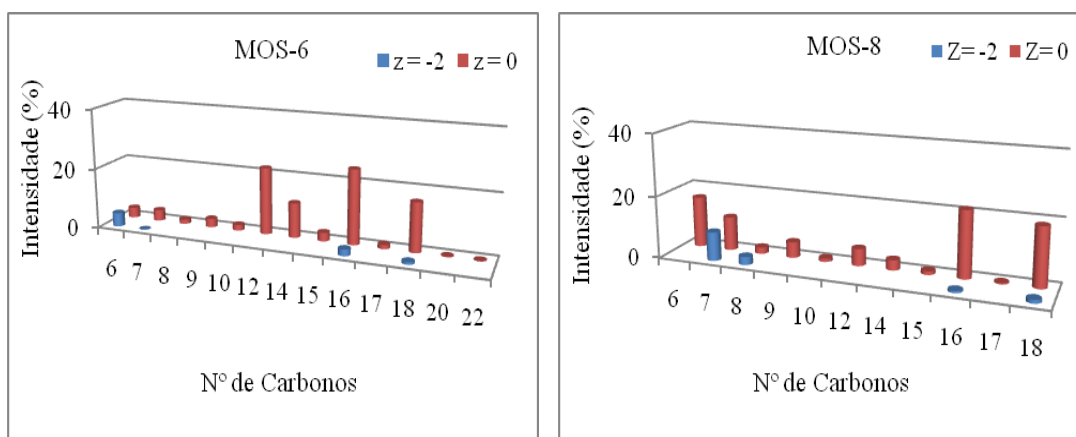 MOS-6
z= -2 z= 0
Intensidade (%)
40
20
0
6 7 8 9 10 12 14 15 16 17 18 20 22
Nº de Carbonos
MOS-8
Z= -2 Z= 0
Intensidade (%)
40
20
0
6 7 8 9 10 12 14 15 16 17 18
Nº de Carbonos